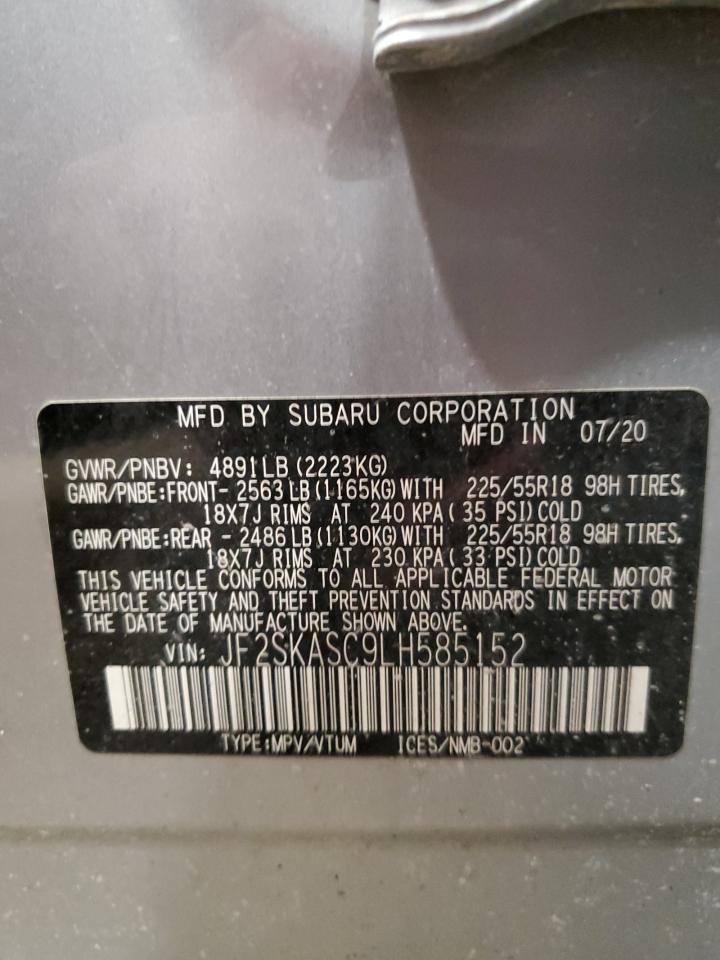 MFD BY SUBARU CORPORATION
MFD IN 07/20
GVWR/PNBV: 4891LB(2223KG)
GAWR/PNBE:FRONT- 2563LB(1165KG)WITH 225/55R18 98H TIRES,
18X7J RIMS AT 240 KPA( 35 PSI)COLD
GAWR/PNBE:REAR - 2486LB(1130KG)WITH 225/55R18 98H TIRES,
18X7J RIMS AT 230 KPA( 33 PSI)COLD
THIS VEHICLE CONFORMS TO ALL APPLICABLE FEDERAL MOTOR
VEHICLE SAFETY AND THEFT PREVENTION STANDARDS IN EFFECT ON
THE DATE OF MANUFACTURE SHOWN ABOVE.
VIN: JF2SKASC9LH585152
TYPE:MPV/VTUM ICES/NMB-002